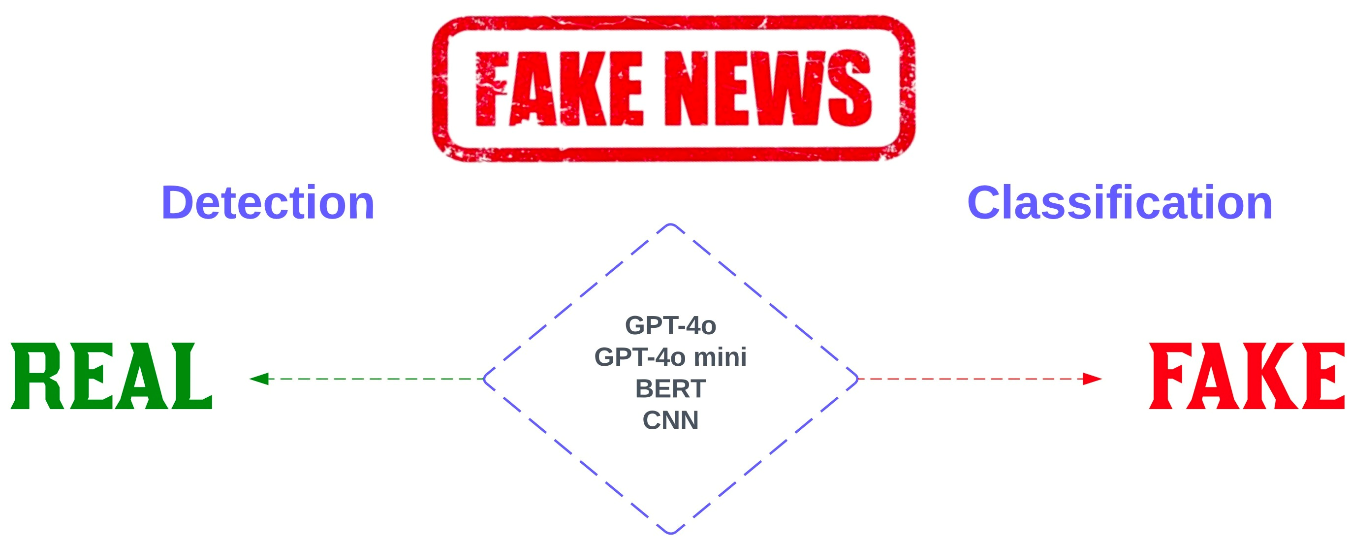 FAKE NEWS
Detection
Classification
GPT-4o
GPT-4o mini
BERT
CNN
REAL
FAKE